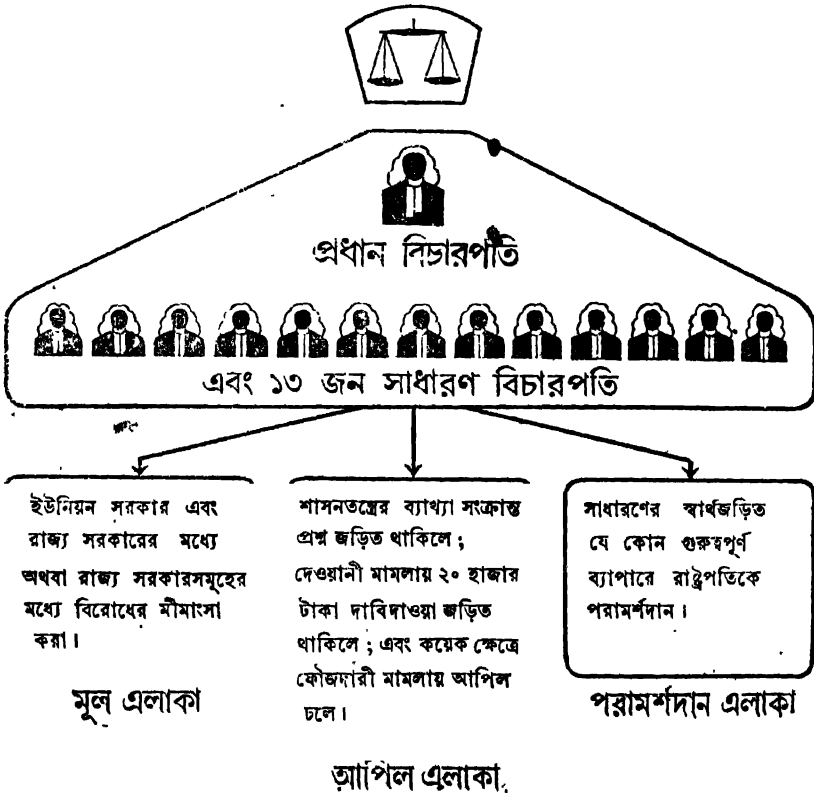 প্রধান বিচারপতি
এবং ১৩ জন সাধারণ বিচারপতি
ইউনিয়ন সরকার এবং
রাজ্য সরকারের মধ্যে
অথবা রাজ্য সরকারসমূহের
মধ্যে বিরোধের মীমাংসা
করা।
মূল এলাকা
শাসনতন্ত্রের ব্যাখ্যা সংক্রান্ত
প্রশ্ন জড়িত থাকিলে ;
দেওয়ানী মামলায় ২০ হাজার
টাকা দাবিদাওয়া জড়িত
থাকিলে ; এবং কয়েক ক্ষেত্রে
ফৌজদারী মামলায় আপিল
চলে।
আপিল এলাকা
সাধারণের স্বার্থজড়িত
যে কোন গুরুত্বপূর্ণ
ব্যাপারে রাষ্ট্রপতিকে
পরামর্শদান।
পরামর্শদান এলাকা